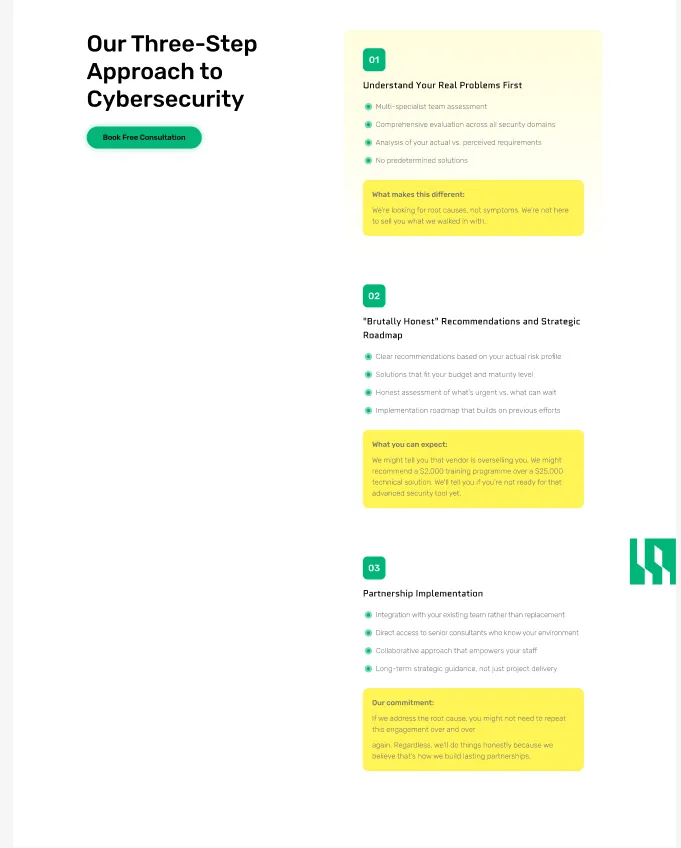 Our Three-Step
Approach to
Cybersecurity
Book Free Consultation
01
Understand Your Real Problems First
Multi-specialist team assessment
Comprehensive evaluation across all security domains
Analysis of your actual vs. perceived requirements
No predetermined solutions
What makes this different:
We're looking for root causes, not symptoms. We're not here
to sell you what we walked in with.
02
"Brutally Honest" Recommendations and Strategic
Roadmap
Clear recommendations based on your actual risk profile
Solutions that fit your budget and maturity level
Honest assessment of what's urgent vs. what can wait
Implementation roadmap that builds on previous efforts
What you can expect:
We might tell you that vendor is overselling you. We might
recommend a $2,000 training programme over a $25,000
technical solution. We'll tell you if you're not ready for that
advanced security tool yet.
03
Partnership Implementation
Integration with your existing team rather than replacement
Direct access to senior consultants who know your environment
Collaborative approach that empowers your staff
Long-term strategic guidance, not just project delivery
Our commitment:
If we address the root cause, you might not need to repeat
this engagement over and over
again. Regardless, we'll do things honestly because we
believe that's how we build lasting partnerships.